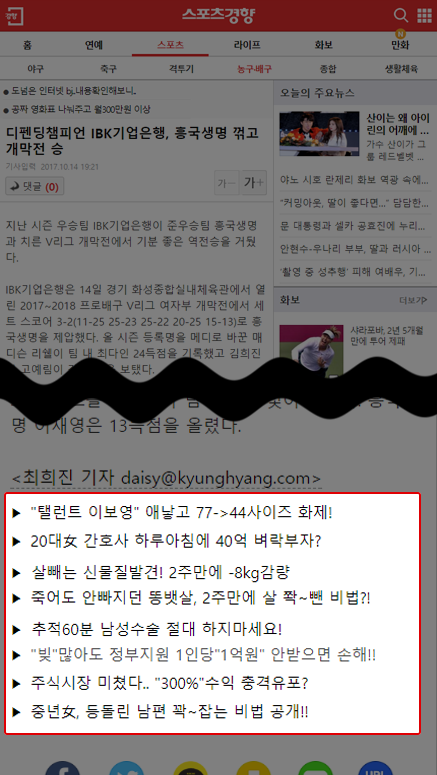 경향
스포츠경향
홈 연예 스포츠 라이프 화보 만화
야구 축구 격투기 농구·배구 종합 생활체육
도넘은 인터넷 bj..내용확인해보니..
공짜 영화표 나눠주고 월300만원 이상
디펜딩챔피언 IBK기업은행, 흥국생명 꺾고
개막전 승
기사입력 2017.10.14 19:21
댓글 (0)
가— 가+
지난 시즌 우승팀 IBK기업은행이 준우승팀 흥국생명
과 치른 V리그 개막전에서 기분 좋은 역전승을 거뒀
다.
IBK기업은행은 14일 경기 화성종합실내체육관에서 열
린 2017~2018 프로배구 V리그 여자부 개막전에서 세
트 스코어 3-2(11-25 25-23 25-22 20-25 15-13)로 흥
국생명을 제압했다. 올 시즌 등록명을 메디로 바꾼 매
디슨 리쉘이 팀 내 최다인 24득점을 기록했고 김희진
고예림이 보탰다.
오늘의 주요뉴스
산이는 왜 아이
린의 어깨에
가수 산이가 그
룹 레드벨벳
야노 시호 란제리 화보 역광 속에...
"커밍아웃, 딸이 좋다면..." 담담한...
문 대통령과 셀카 공효진에 누리...
안현수-우나리 부부, 딸과 러시아 ...
'촬영 중 성추행' 피해 여배우, 기...
화보 더보기>
샤라포바, 2년 5개월
만에 투어 제패
명 이재영은 13득점을 올렸다.
<최희진 기자 daisy@kyunghyang.com>
▶ "탤런트 이보영" 애낳고 77->44사이즈 화제!
▶ 20대女 간호사 하루아침에 40억 벼락부자?
▶ 살빼는 신물질발견! 2주만에 -8kg감량
▶ 죽어도 안빠지던 똥뱃살, 2주만에 살 쫙~뺀 비법?!
▶ 추적60분 남성수술 절대 하지마세요!
▶ "빚"많아도 정부지원 1인당"1억원" 안받으면 손해!!
▶ 주식시장 미쳤다.. "300%"수익 충격유포?
▶ 중년女, 등돌린 남편 꽉~잡는 비법 공개!!